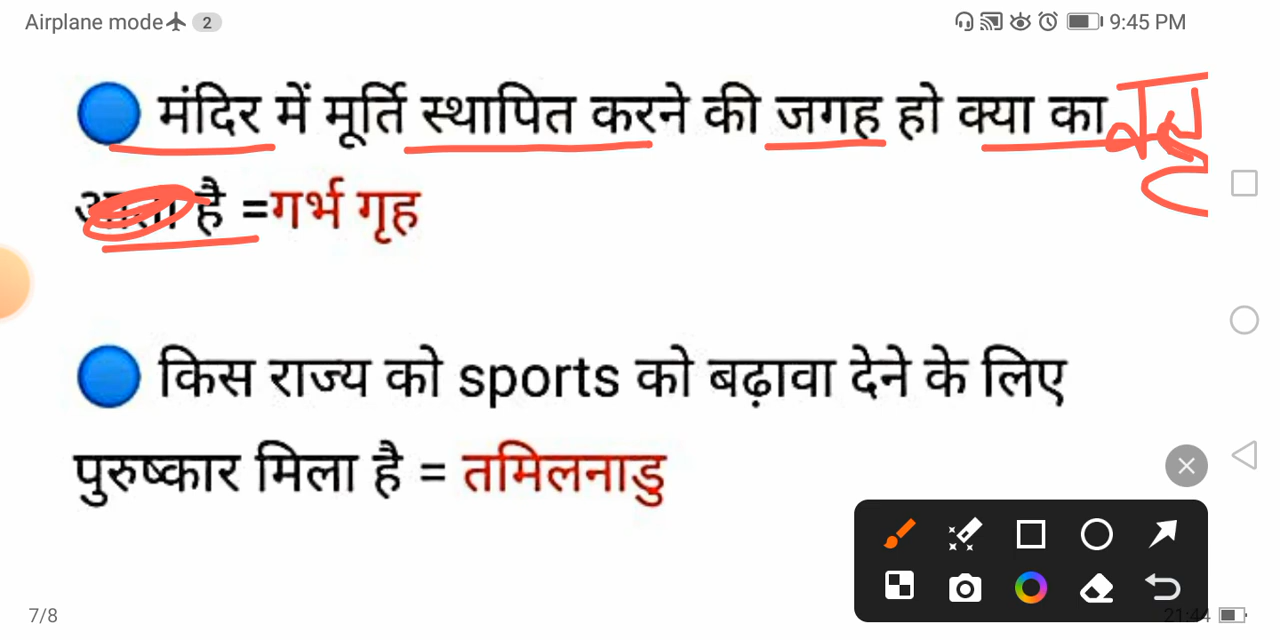 Airplane mode 2
9:45 PM
मंदिर में मूर्ति स्थापित करने की जगह हो क्या का
है =गर्भ गृह
किस राज्य को sports को बढ़ावा देने के लिए
पुरुष्कार मिला है = तमिलनाडु
7/8
21:44